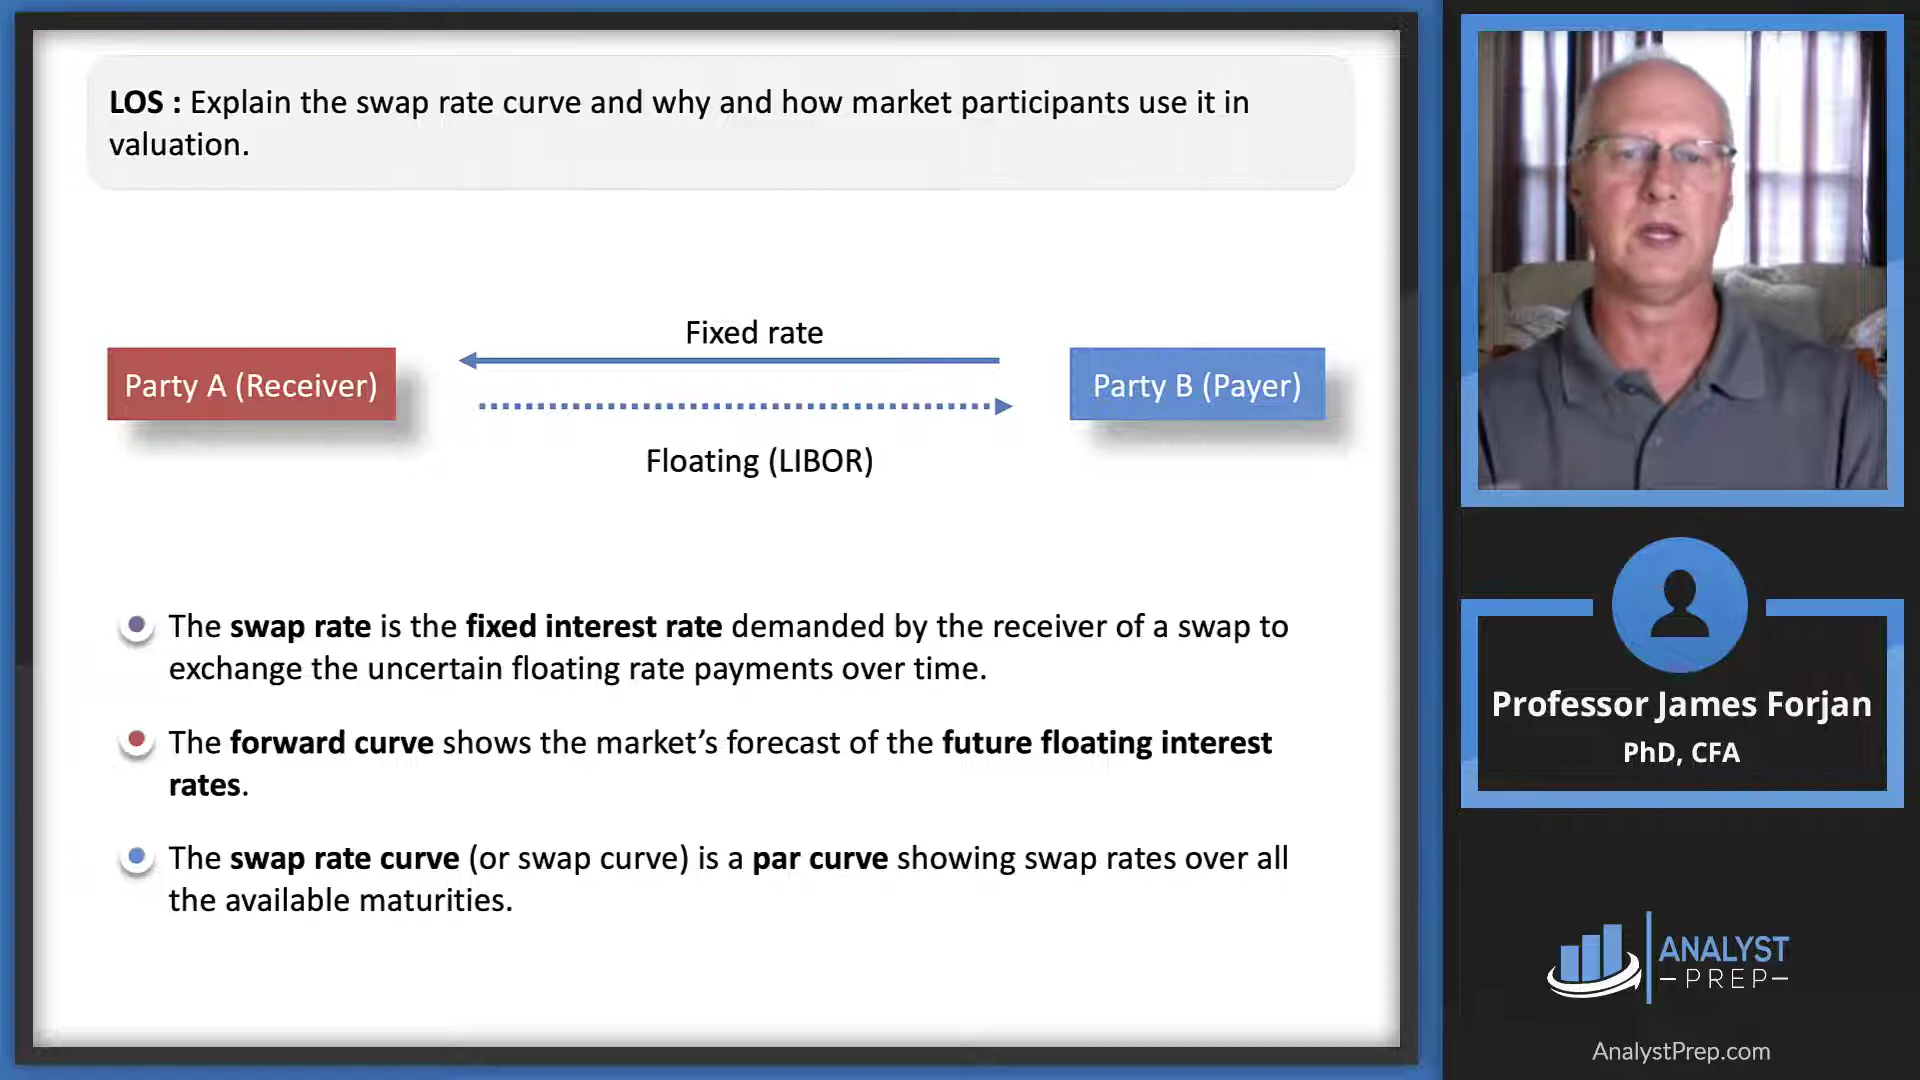 LOS : Explain the swap rate curve and why and how market participants use it in
valuation.
Fixed rate
Party A (Receiver)
Party B (Payer)
Floating (LIBOR)
The swap rate is the fixed interest rate demanded by the receiver of a swap to
exchange the uncertain floating rate payments over time.
The forward curve shows the market’s forecast of the future floating interest
rates.
The swap rate curve (or swap curve) is a par curve showing swap rates over all
the available maturities.
Professor James Forjan
PhD, CFA
ANALYST
PREP
AnalystPrep.com